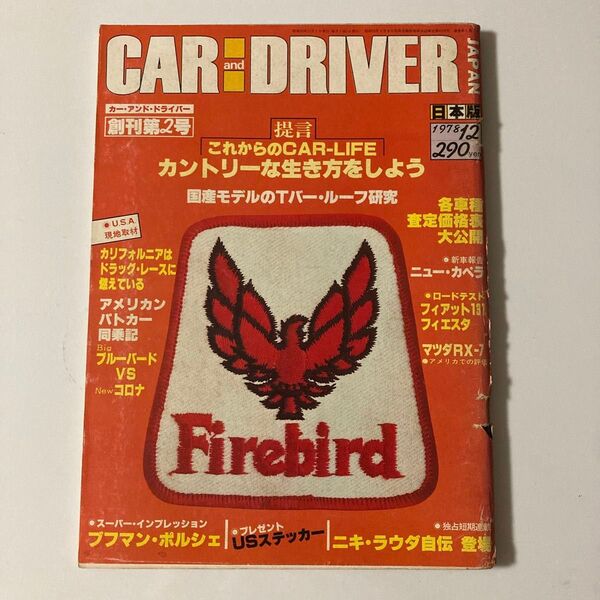 CAR and DRIVER
JAPAN
カー・アンド・ドライバー
創刊第2号
日本版
1978 12
290yen
提言
これからのCAR-LIFE
カントリーな生き方をしよう
国産モデルのTバー・ルーフ研究
●U.S.A.
現地取材
カリフォルニアは
ドラッグ・レースに
燃えている
アメリカン
パトカー
同乗記
Big
ブルーバード
VS
New コロナ
各車種
査定価格表
大公開
●新車報告
ニュー・カペラ
●ロードテスト
フィアット131
フィエスタ
マツダRX-7
●アメリカでの評価
Firebird
●スーパー・インプレッション
ブフマン・ポルシェ
●プレゼント
USステッカー
●独占短期連載
ニキ・ラウダ自伝 登場